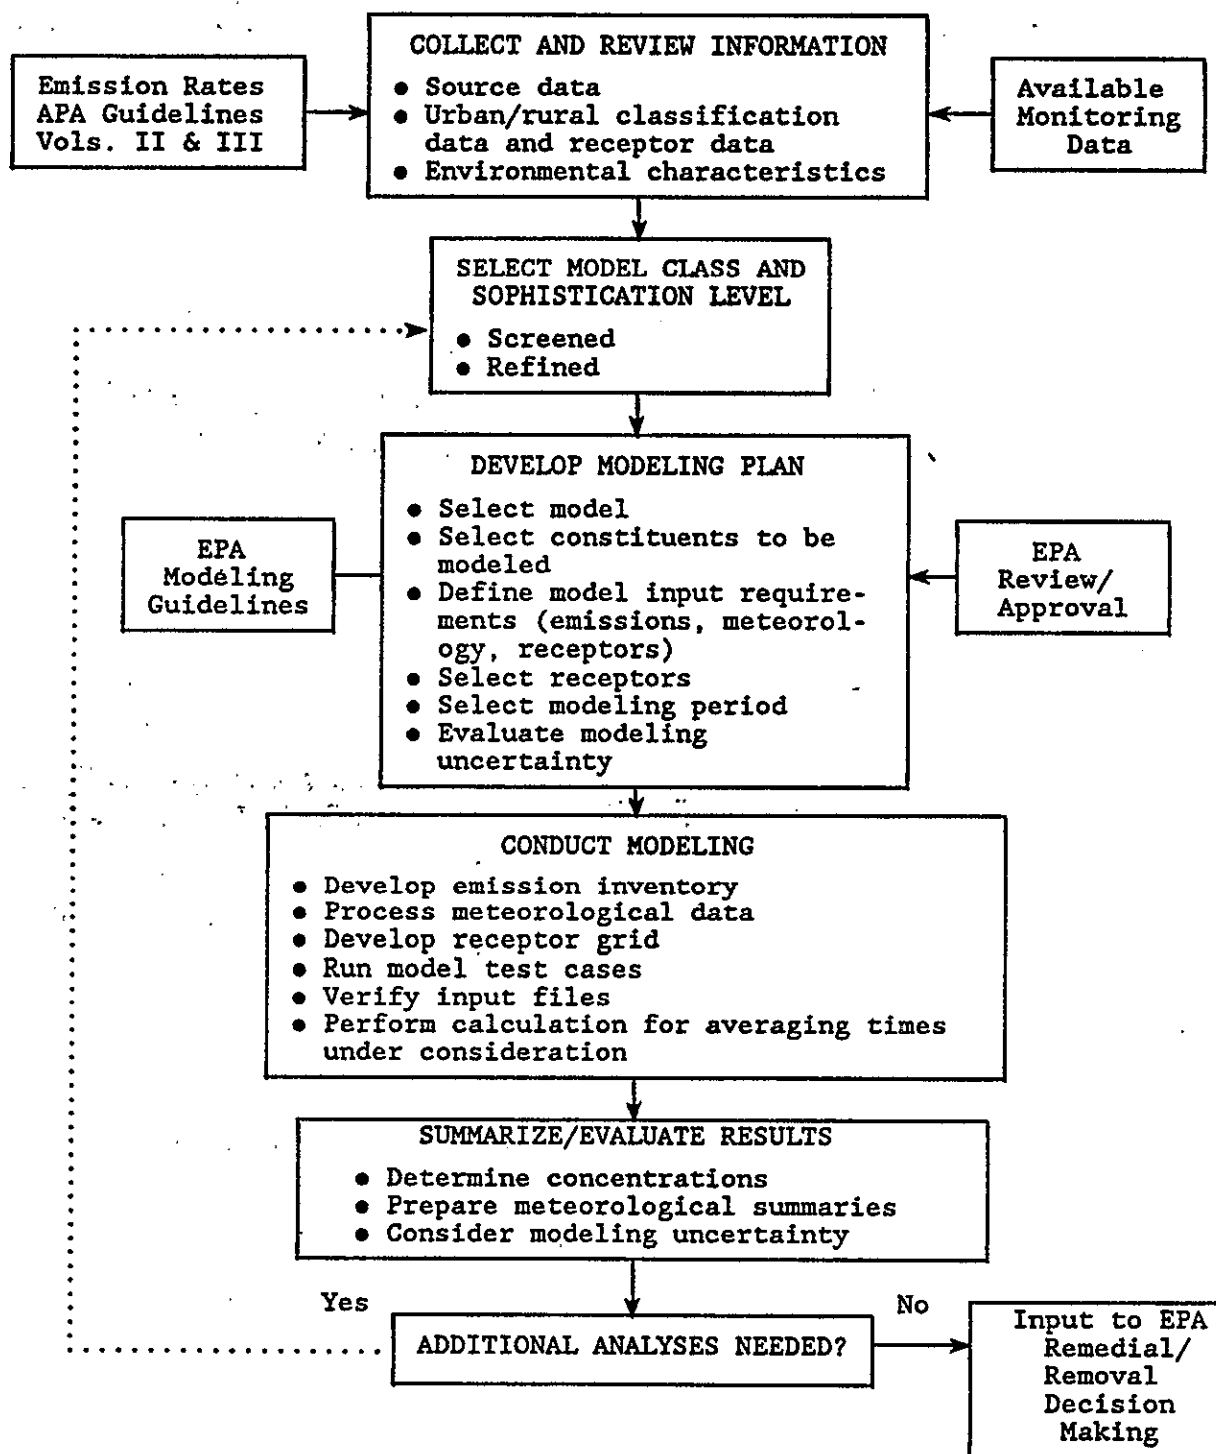 COLLECT AND REVIEW INFORMATION
● Source data
● Urban/rural classification
data and receptor data
● Environmental characteristics
Emission Rates
APA Guidelines
Vols. II & III
Available
Monitoring
Data
SELECT MODEL CLASS AND
SOPHISTICATION LEVEL
● Screened
● Refined
DEVELOP MODELING PLAN
● Select model
● Select constituents to be
modeled
● Define model input require-
ments (emissions, meteorol-
ogy, receptors)
● Select receptors
● Select modeling period
● Evaluate modeling
uncertainty
EPA
Modeling
Guidelines
EPA
Review/
Approval
CONDUCT MODELING
● Develop emission inventory
● Process meteorological data
● Develop receptor grid
● Run model test cases
● Verify input files
● Perform calculation for averaging times
under consideration
SUMMARIZE/EVALUATE RESULTS
● Determine concentrations
● Prepare meteorological summaries
● Consider modeling uncertainty
Yes
ADDITIONAL ANALYSES NEEDED?
No
Input to EPA
Remedial/
Removal
Decision
Making